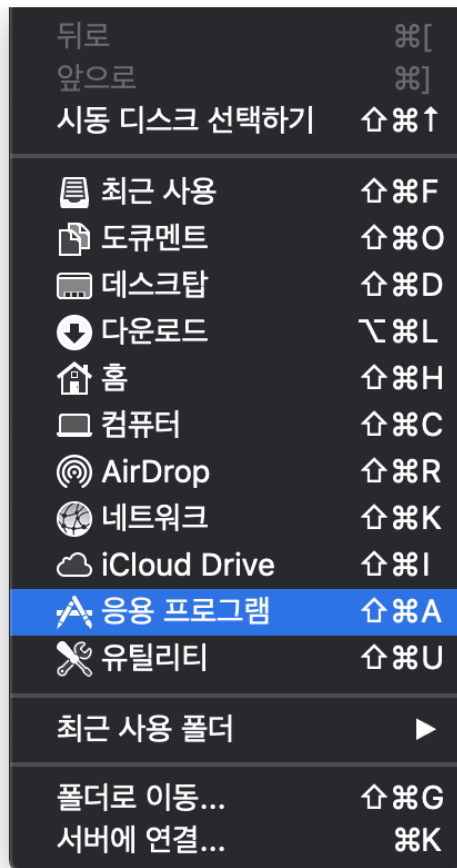 뒤로 ⌘[
앞으로 ⌘]
시동 디스크 선택하기 ⇧⌘↑
최근 사용 ⇧⌘F
도큐멘트 ⇧⌘O
데스크탑 ⇧⌘D
다운로드 ⌥⌘L
홈 ⇧⌘H
컴퓨터 ⇧⌘C
AirDrop ⇧⌘R
네트워크 ⇧⌘K
iCloud Drive ⇧⌘I
응용 프로그램 ⇧⌘A
유틸리티 ⇧⌘U
최근 사용 폴더 ▶
폴더로 이동... ⇧⌘G
서버에 연결... ⌘K